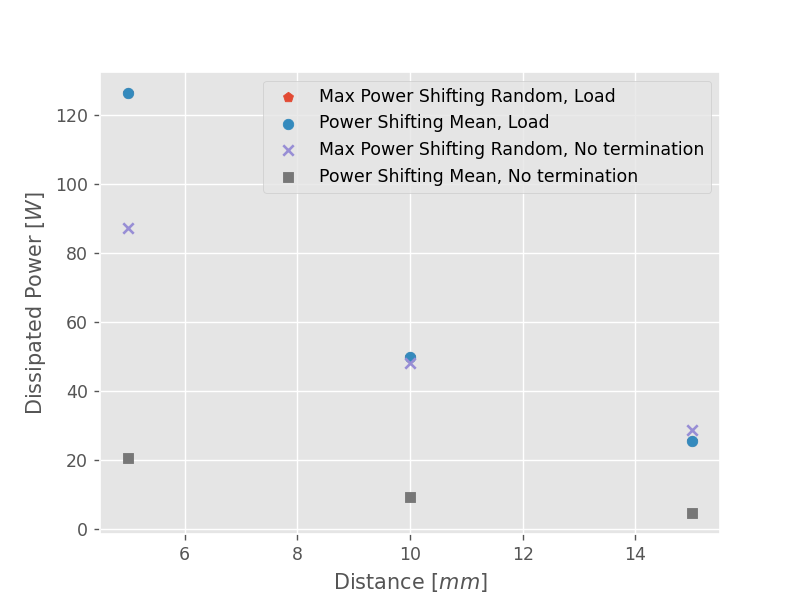 Max Power Shifting Random, Load
Power Shifting Mean, Load
Max Power Shifting Random, No termination
Power Shifting Mean, No termination
120
100
80
60
40
20
0
Dissipated Power [W]
6 8 10 12 14
Distance [mm]